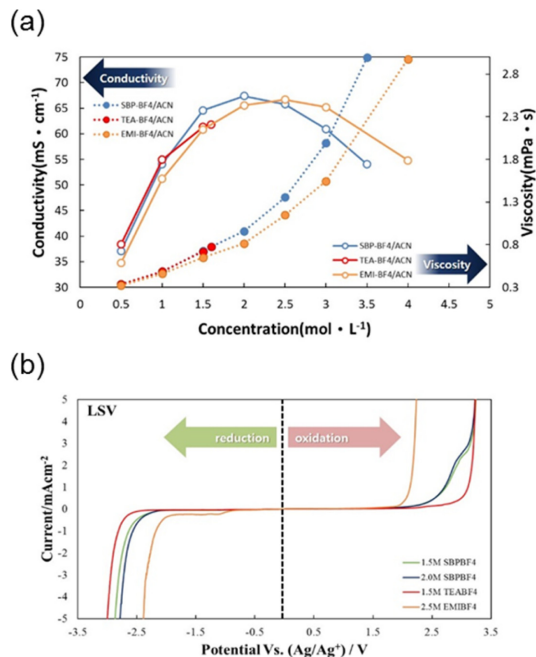 (a)
75
70
65
60
55
50
45
40
35
30
Conductivity(mS · cm⁻¹)
Conductivity
SBP-BF4/ACN
TEA-BF4/ACN
EMI-BF4/ACN
2.8
2.3
1.8
1.3
0.8
0.3
Viscosity(mPa · s)
SBP-BF4/ACN
TEA-BF4/ACN
EMI-BF4/ACN
Viscosity
0 0.5 1 1.5 2 2.5 3 3.5 4 4.5 5
Concentration(mol · L⁻¹)
(b)
LSV
5
4
3
2
1
0
-1
-2
-3
-4
-5
Current/mAcm⁻²
reduction
oxidation
1.5M SBPBF4
2.0M SBPBF4
1.5M TEABF4
2.5M EMIBF4
-3.5 -2.5 -1.5 -0.5 0.5 1.5 2.5 3.5
Potential Vs. (Ag/Ag⁺) / V